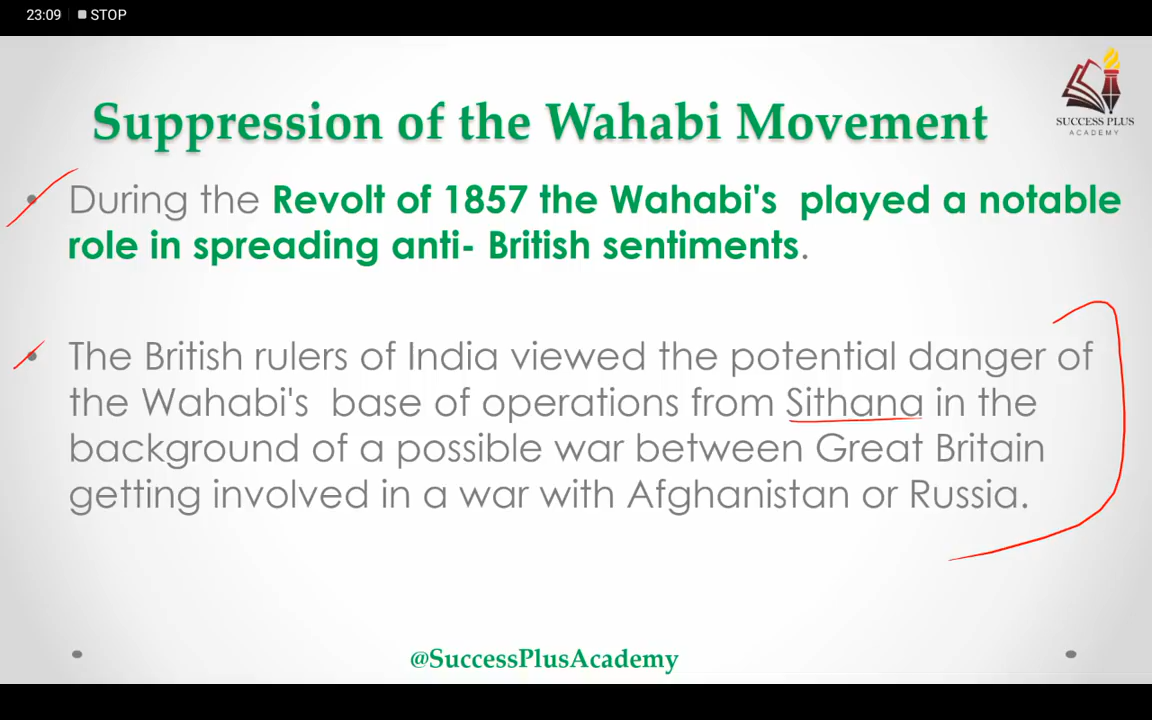 23:09 STOP
Suppression of the Wahabi Movement
SUCCESS PLUS
ACADEMY
• During the Revolt of 1857 the Wahabi's played a notable
role in spreading anti- British sentiments.
• The British rulers of India viewed the potential danger of
the Wahabi's base of operations from Sithana in the
background of a possible war between Great Britain
getting involved in a war with Afghanistan or Russia.
@SuccessPlusAcademy